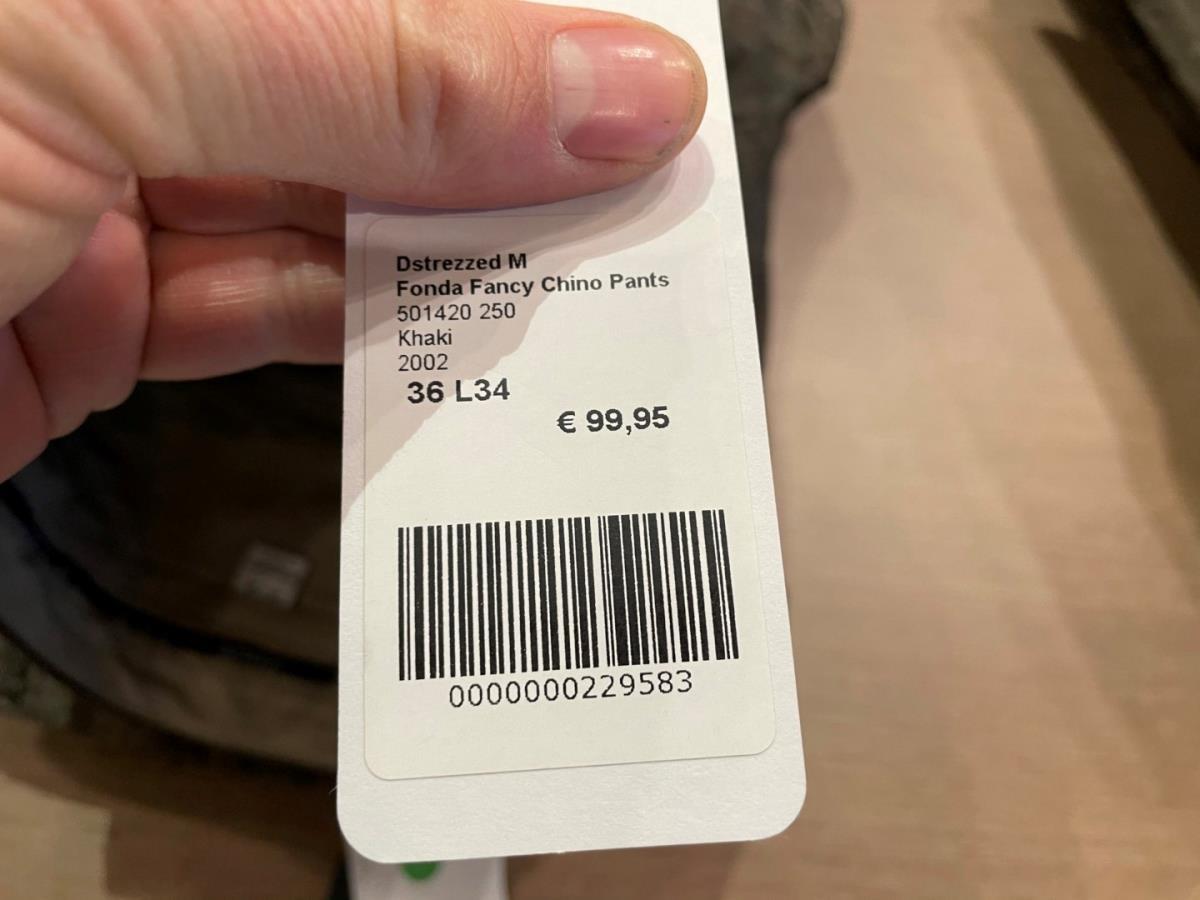 Dstrezzed M
Fonda Fancy Chino Pants
501420 250
Khaki
2002
36 L34
€ 99,95
0000000229583